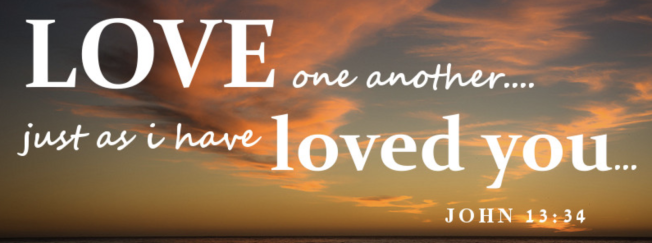 LOVE one another....
just as i have loved you...
JOHN 13:34